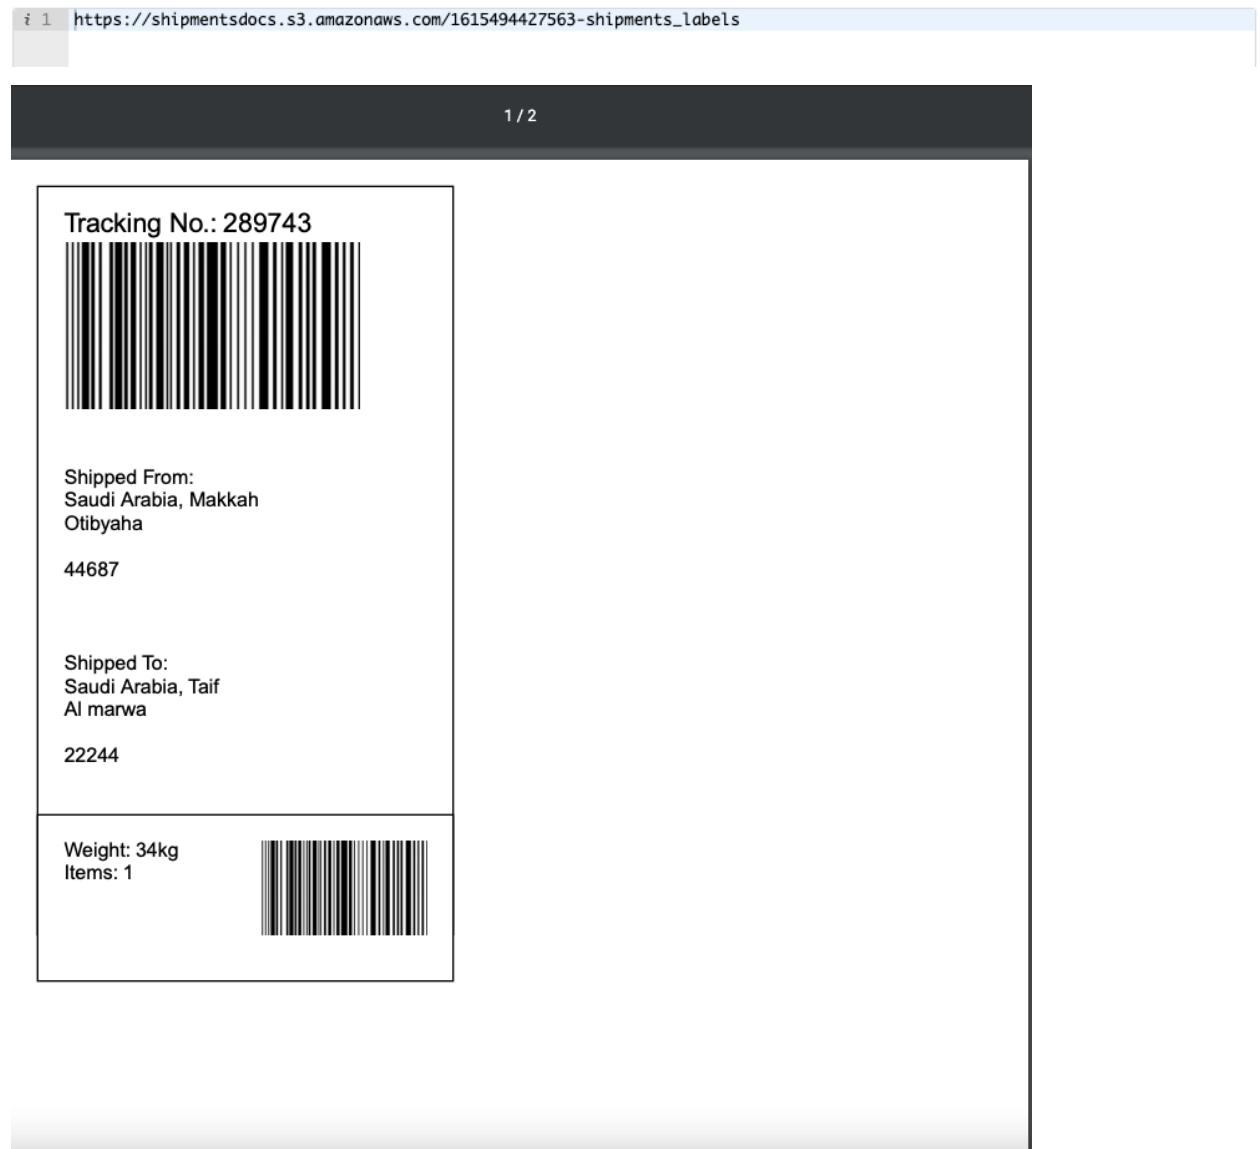 i 1 https://shipmentsdocs.s3.amazonaws.com/1615494427563-shipments_labels
1 / 2
Tracking No.: 289743
Shipped From:
Saudi Arabia, Makkah
Otibyaha
44687
Shipped To:
Saudi Arabia, Taif
Al marwa
22244
Weight: 34kg
Items: 1